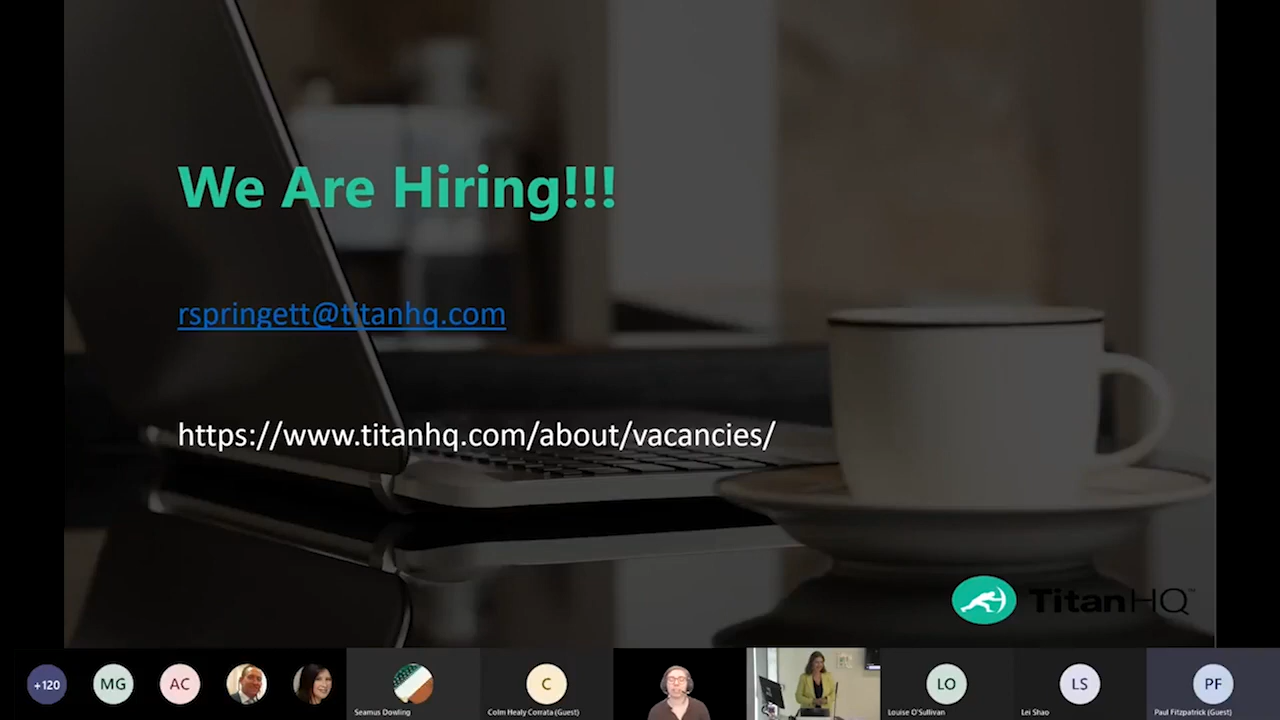 We Are Hiring!!!
rspringett@titanhq.com
https://www.titanhq.com/about/vacancies/
TitanHQ™
+120
MG
AC
Seamus Dowling
C
Colm Healy Corrata (Guest)
LO
Louise O'Sullivan
LS
Lei Shao
PF
Paul Fitzpatrick (Guest)